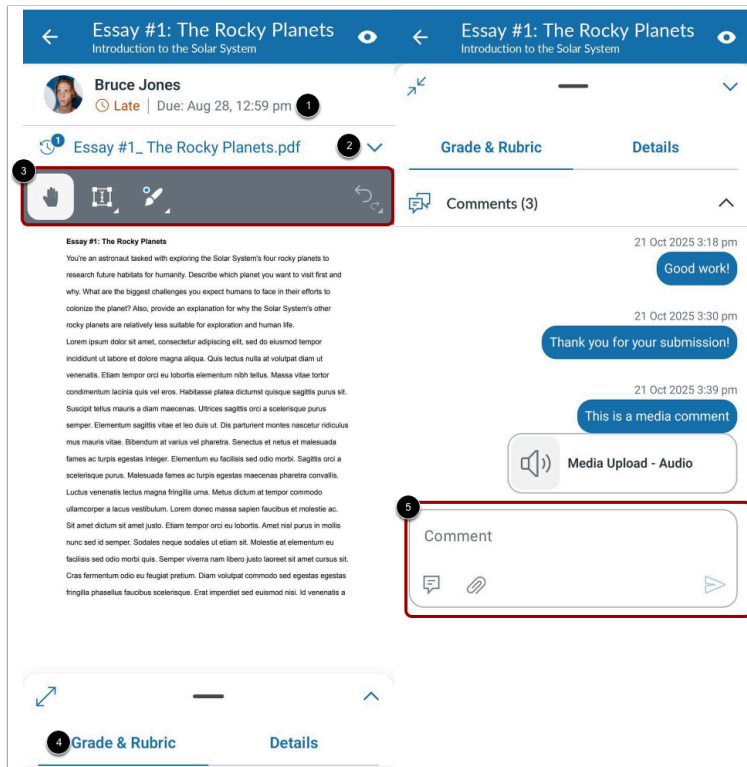 Essay #1: The Rocky Planets
Introduction to the Solar System
Bruce Jones
Late | Due: Aug 28, 12:59 pm 1
1 Essay #1_ The Rocky Planets.pdf 2
3
Essay #1: The Rocky Planets
You're an astronaut tasked with exploring the Solar System's four rocky planets to
research future habitats for humanity. Describe which planet you want to visit first and
why. What are the biggest challenges you expect humans to face in their efforts to
colonize the planet? Also, provide an explanation for why the Solar System's other
rocky planets are relatively less suitable for exploration and human life.
Lorem ipsum dolor sit amet, consectetur adipiscing elit, sed do eiusmod tempor
incididunt ut labore et dolore magna aliqua. Quis lectus nulla at volutpat diam ut
venenatis. Etiam tempor orci eu lobortis elementum nibh tellus. Massa vitae tortor
condimentum lacinia quis vel eros. Habitasse platea dictumst quisque sagittis purus sit.
Suscipit tellus mauris a diam maecenas. Ultrices sagittis orci a scelerisque purus
semper. Elementum sagittis vitae et leo duis ut. Dis parturient montes nascetur ridiculus
mus mauris vitae. Bibendum at varius vel pharetra. Senectus et netus et malesuada
fames ac turpis egestas integer. Elementum eu facilisis sed odio morbi. Sagittis orci a
scelerisque purus. Malesuada fames ac turpis egestas maecenas pharetra convallis.
Luctus venenatis lectus magna fringilla urna. Metus dictum at tempor commodo
ullamcorper a lacus vestibulum. Lorem donec massa sapien faucibus et molestie ac.
Sit amet dictum sit amet justo. Etiam tempor orci eu lobortis. Amet nisl purus in mollis
nunc sed id semper. Sodales neque sodales ut etiam sit. Molestie at elementum eu
facilisis sed odio morbi quis. Semper viverra nam libero justo laoreet sit amet cursus sit.
Cras fermentum odio eu feugiat pretium. Diam volutpat commodo sed egestas egestas
fringilla phasellus faucibus scelerisque. Erat imperdiet sed euismod nisi. Id venenatis a
4 Grade & Rubric Details
Essay #1: The Rocky Planets
Introduction to the Solar System
Grade & Rubric Details
Comments (3)
21 Oct 2025 3:18 pm
Good work!
21 Oct 2025 3:30 pm
Thank you for your submission!
21 Oct 2025 3:39 pm
This is a media comment
Media Upload - Audio
5
Comment